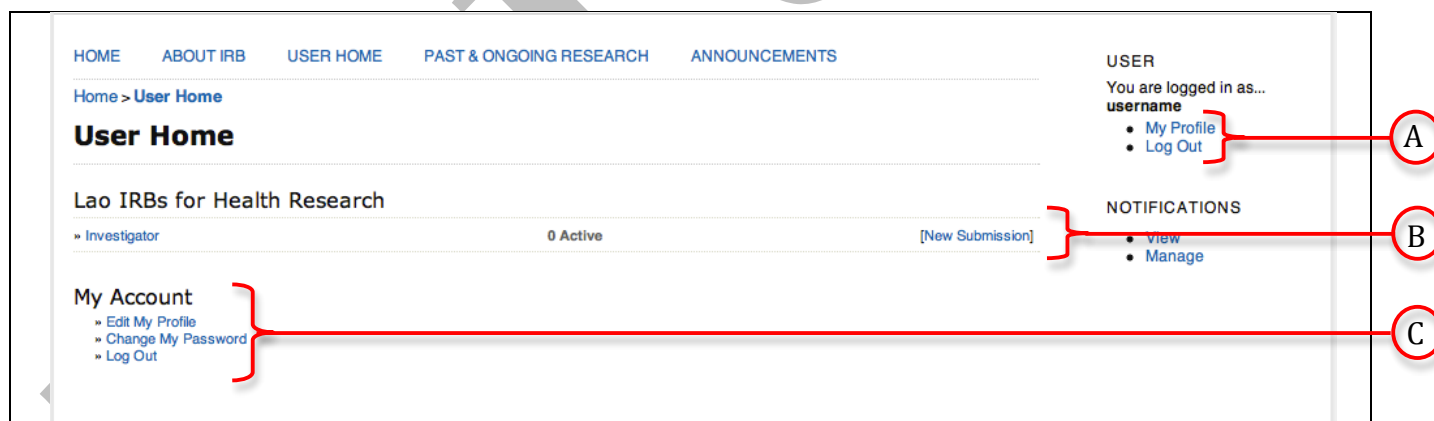 HOME ABOUT IRB USER HOME PAST & ONGOING RESEARCH ANNOUNCEMENTS
Home > User Home
User Home
Lao IRBs for Health Research
» Investigator 0 Active [New Submission]
My Account
» Edit My Profile
» Change My Password
» Log Out
USER
You are logged in as...
username
• My Profile
• Log Out
NOTIFICATIONS
• View
• Manage
A
B
C